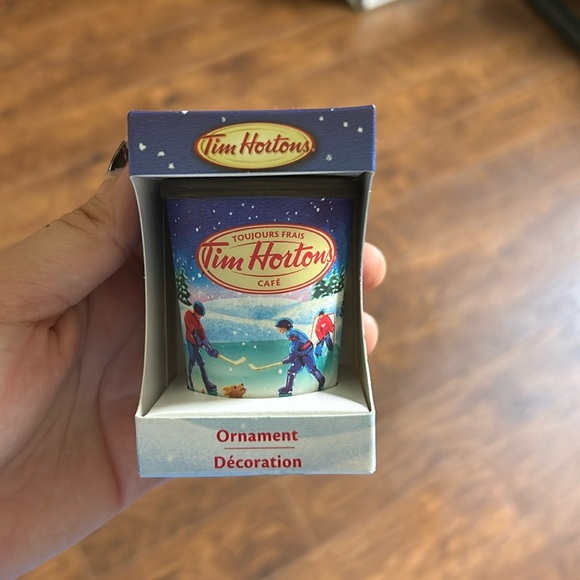 Tim Hortons
TOUJOURS FRAIS
Tim Hortons
CAFÉ
Ornament
Décoration